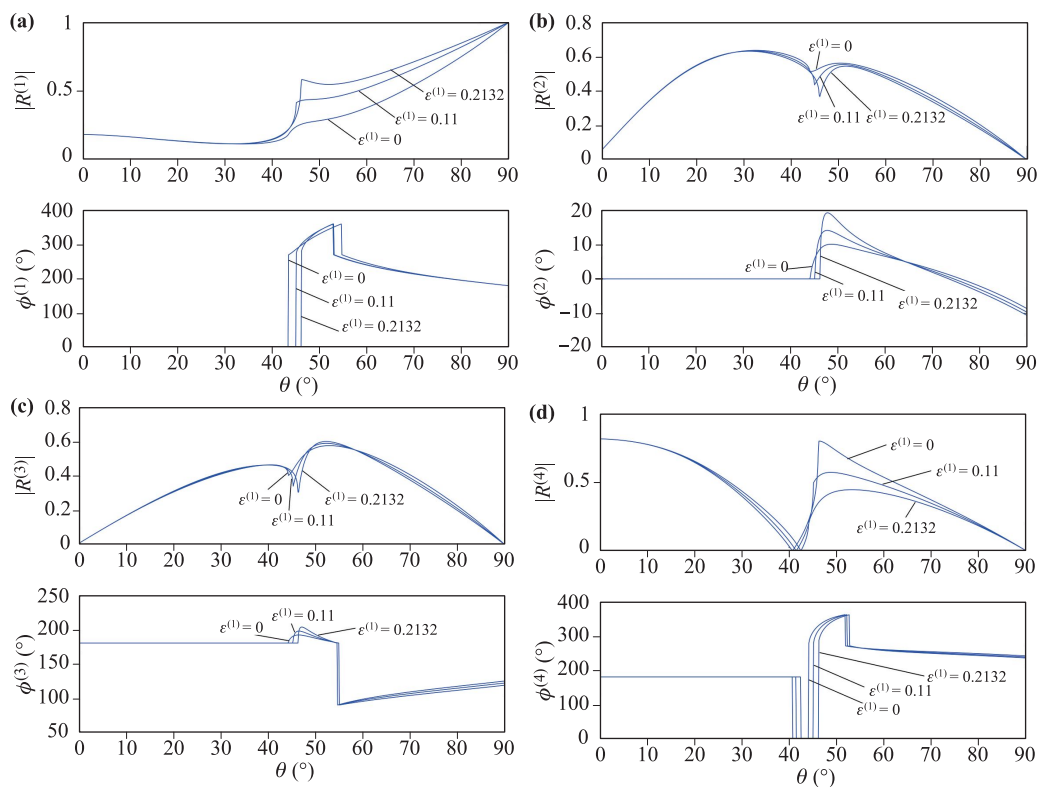 (a)
1
0.5
0
|R⁽¹⁾|
ε⁽¹⁾ = 0.2132
ε⁽¹⁾ = 0.11
ε⁽¹⁾ = 0
0 10 20 30 40 50 60 70 80 90
400
300
200
100
0
ϕ⁽¹⁾ (°)
ε⁽¹⁾ = 0
ε⁽¹⁾ = 0.11
ε⁽¹⁾ = 0.2132
0 10 20 30 40 50 60 70 80 90
θ (°)
(b)
0.8
0.6
0.4
0.2
0
|R⁽²⁾|
ε⁽¹⁾ = 0
ε⁽¹⁾ = 0.11 ε⁽¹⁾ = 0.2132
0 10 20 30 40 50 60 70 80 90
20
10
0
−10
−20
ϕ⁽²⁾ (°)
ε⁽¹⁾ = 0
ε⁽¹⁾ = 0.11
ε⁽¹⁾ = 0.2132
0 10 20 30 40 50 60 70 80 90
θ (°)
(c)
0.8
0.6
0.4
0.2
0
|R⁽³⁾|
ε⁽¹⁾ = 0
ε⁽¹⁾ = 0.2132
ε⁽¹⁾ = 0.11
0 10 20 30 40 50 60 70 80 90
250
200
150
100
50
ϕ⁽³⁾ (°)
ε⁽¹⁾ = 0.11
ε⁽¹⁾ = 0
ε⁽¹⁾ = 0.2132
0 10 20 30 40 50 60 70 80 90
θ (°)
(d)
1
0.5
0
|R⁽⁴⁾|
ε⁽¹⁾ = 0
ε⁽¹⁾ = 0.11
ε⁽¹⁾ = 0.2132
0 10 20 30 40 50 60 70 80 90
400
300
200
100
0
ϕ⁽⁴⁾ (°)
ε⁽¹⁾ = 0.2132
ε⁽¹⁾ = 0.11
ε⁽¹⁾ = 0
0 10 20 30 40 50 60 70 80 90
θ (°)